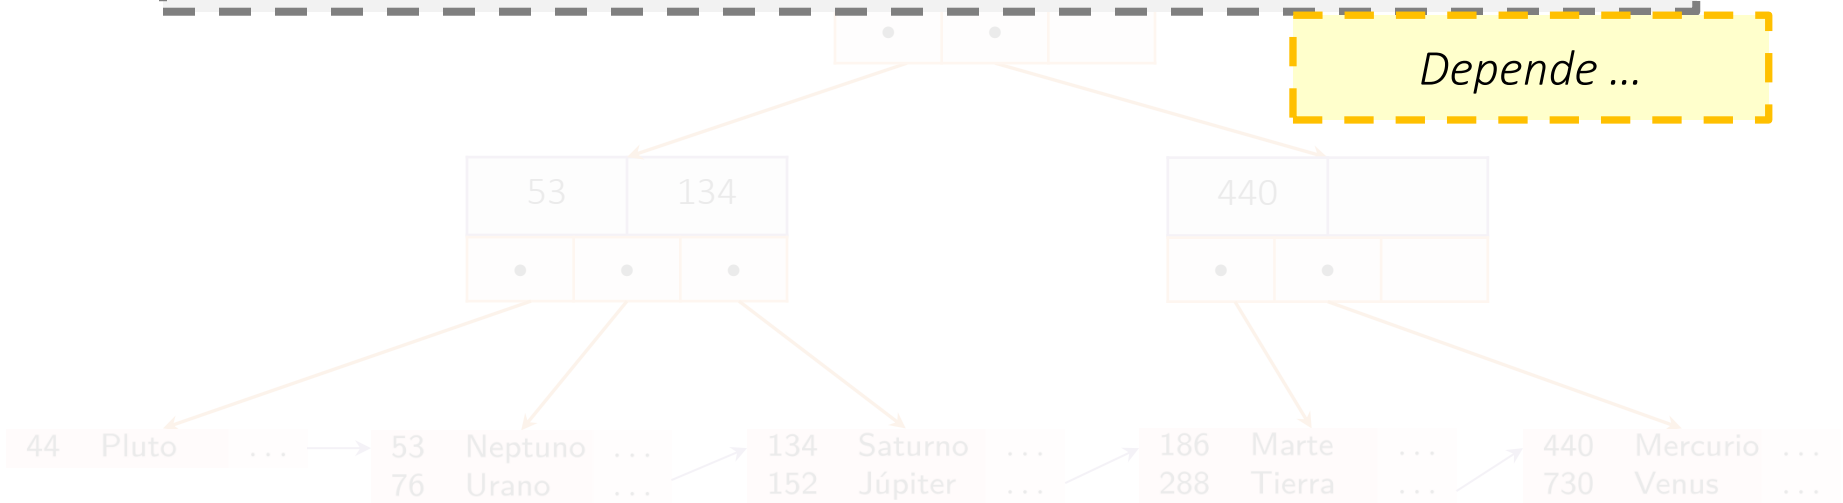 Depende ...
53 134 440
44 Pluto ... 53 Neptuno ... 134 Saturno ... 186 Marte ... 440 Mercurio ...
76 Urano ... 152 Júpiter ... 288 Tierra ... 730 Venus ...